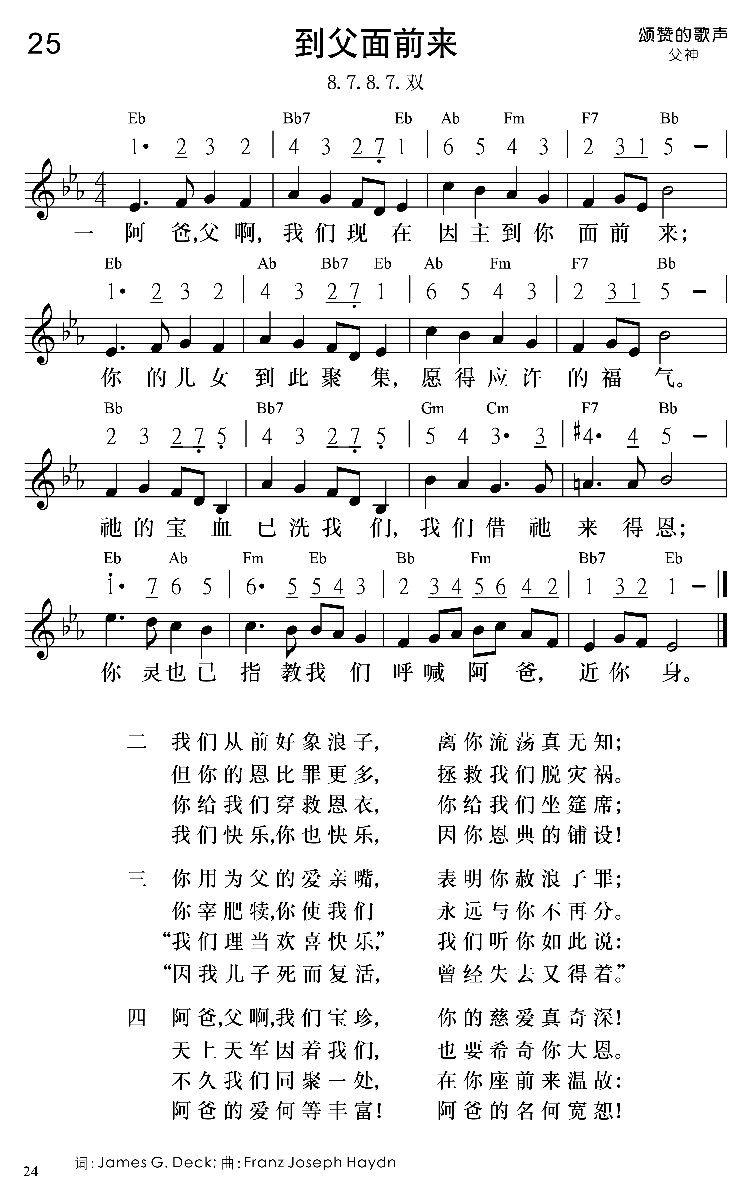 25
到父面前来
颂赞的歌声
父神
8.7.8.7.双
Eb Bb7 Eb Ab Fm F7 Bb
1• 2 3 2 | 4 3 2 7 1 | 6 5 4 3 | 2 3 1 5 — |
4 4
一 阿 爸,父 啊, 我 们 现 在 因 主 到 你 面 前 来;
Eb Ab Bb7 Eb Ab Fm F7 Bb
1• 2 3 2 | 4 3 2 7 1 | 6 5 4 3 | 2 3 1 5 — |
你 的 儿 女 到 此 聚 集, 愿 得 应 许 的 福 气。
Bb Bb7 Gm Cm F7 Bb
2 3 2 7 5 | 4 3 2 7 5 | 5 4 3• 3 | #4• 4 5 — |
祂 的 宝 血 已 洗 我 们, 我 们 借 祂 来 得 恩;
Eb Ab Fm Eb Bb Fm Bb7 Eb
1• 7 6 5 | 6• 5 5 4 3 | 2 3 4 5 6 4 2 | 1 3 2 1 — ‖
你 灵 也 已 指 教 我 们 呼 喊 阿 爸, 近 你 身。
二 我们从前好象浪子, 离你流荡真无知;
但你的恩比罪更多, 拯救我们脱灾祸。
你给我们穿救恩衣, 你给我们坐筵席;
我们快乐,你也快乐, 因你恩典的铺设!
三 你用为父的爱亲嘴, 表明你赦浪子罪;
你宰肥犊,你使我们 永远与你不再分。
“我们理当欢喜快乐,” 我们听你如此说:
“因我儿子死而复活, 曾经失去又得着。”
四 阿爸,父啊,我们宝珍, 你的慈爱真奇深!
天上天军因着我们, 也要希奇你大恩。
不久我们同聚一处, 在你座前来温故:
阿爸的爱何等丰富! 阿爸的名何宽恕!
词:James G. Deck; 曲:Franz Joseph Haydn
24